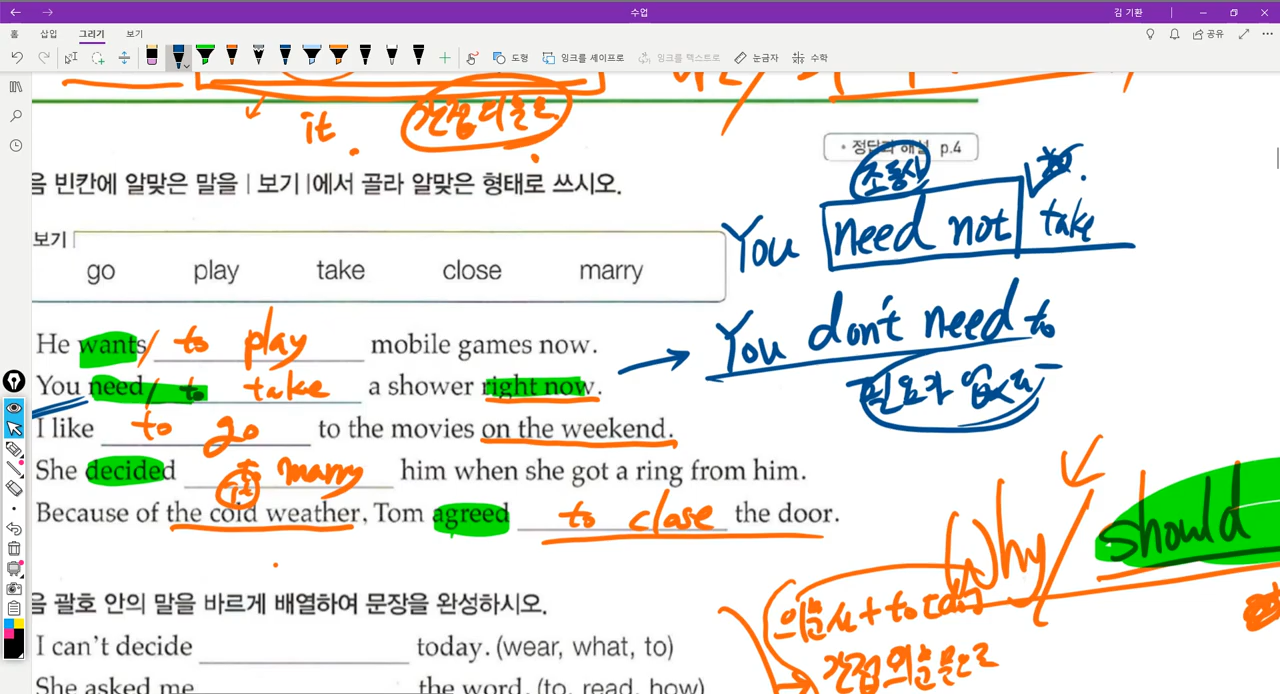 수업
김 기환
홈 삽입 그리기 보기
공유
도형
잉크를 셰이프로
잉크를 텍스트로
눈금자
수학
it
간접의문문
정답과 해설 p.4
음 빈칸에 알맞은 말을 | 보기 |에서 골라 알맞은 형태로 쓰시오.
조동사
You need not take
보기
go play take close marry
You don't need to
필요가 없다
He wants / to play mobile games now.
You need / to take a shower right now.
I like to go to the movies on the weekend.
She decided to marry him when she got a ring from him.
it
Because of the cold weather, Tom agreed to close the door.
Why should
음 괄호 안의 말을 바르게 배열하여 문장을 완성하시오.
의문사 + to
간접의문문으로
I can't decide today. (wear, what, to)
She asked me the word. (to, read, how)